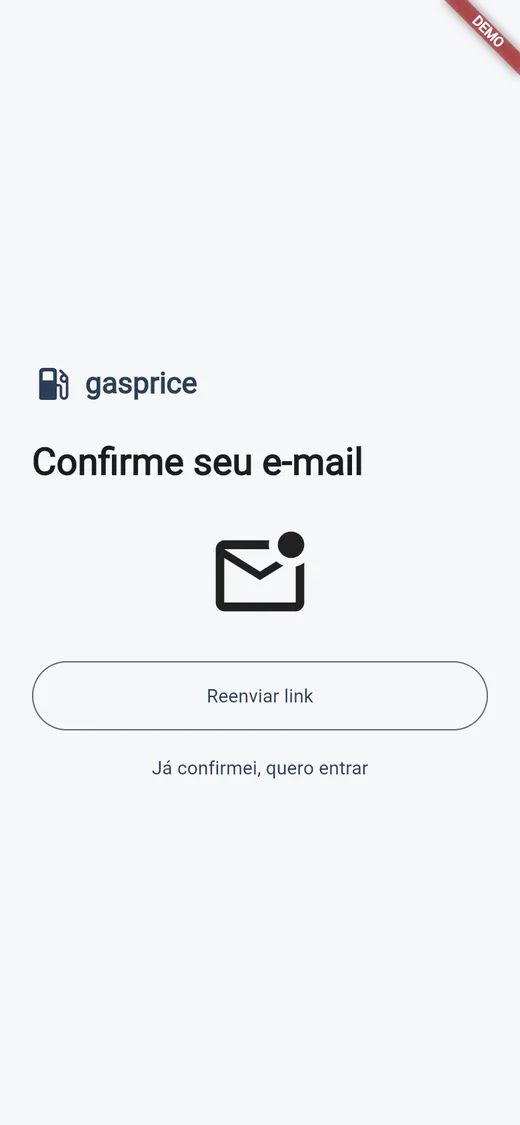 DEMO
gasprice
Confirme seu e-mail
Reenviar link
Já confirmei, quero entrar